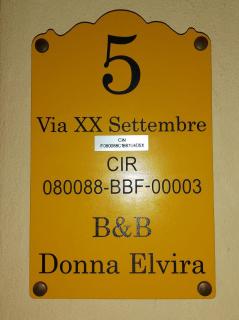 5
Via XX Settembre
CIN
CIR
080088-BBF-00003
B&B
Donna Elvira